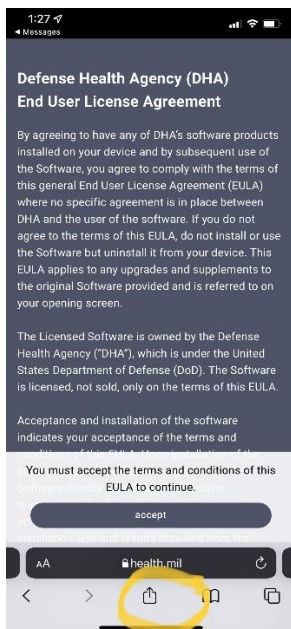 1:27
◀ Messages
Defense Health Agency (DHA)
End User License Agreement
By agreeing to have any of DHA's software products
installed on your device and by subsequent use of
the Software, you agree to comply with the terms of
this general End User License Agreement (EULA)
where no specific agreement is in place between
DHA and the user of the software. If you do not
agree to the terms of this EULA, do not install or use
the Software but uninstall it from your device. This
EULA applies to any upgrades and supplements to
the original Software provided and is referred to on
your opening screen.
The Licensed Software is owned by the Defense
Health Agency ("DHA"), which is under the United
States Department of Defense (DoD). The Software
is licensed, not sold, only on the terms of this EULA.
Acceptance and installation of the software
indicates your acceptance of the terms and
You must accept the terms and conditions of this
EULA to continue.
accept
AA health.mil